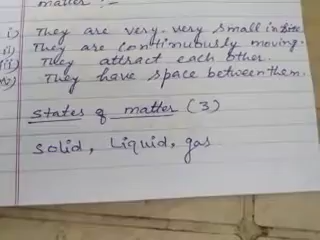 matter :-
i) They are very very small in size
ii) They are continuously moving.
iii) They attract each other.
iv) They have space between them.
States of matter (3)
Solid, Liquid, gas